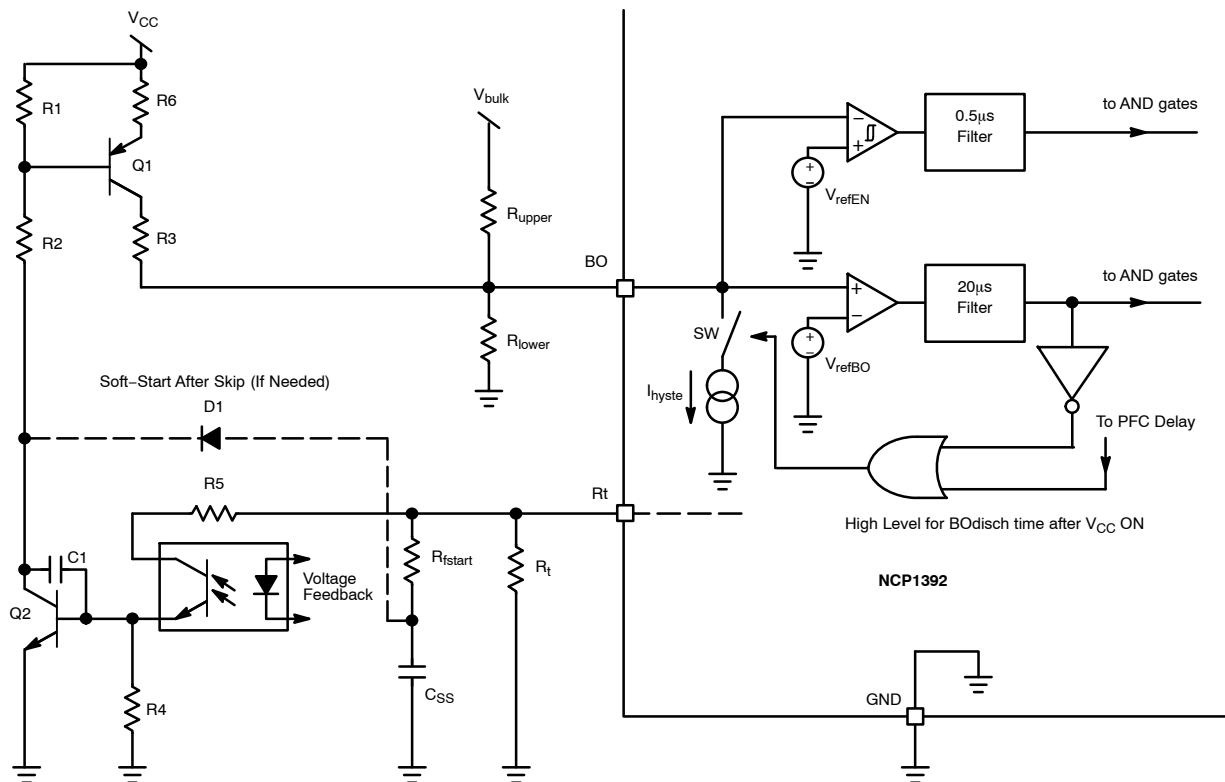 VCC
R1
R6
Q1
R2
R3
Vbulk
Rupper
BO
Rlower
0.5μs
Filter
to AND gates
VrefEN
20μs
Filter
to AND gates
SW
VrefBO
Ihyste
To PFC Delay
High Level for BOdisch time after VCC ON
NCP1392
Soft−Start After Skip (If Needed)
D1
R5
Rt
Rfstart
Rt
C1
Voltage
Feedback
Q2
R4
CSS
GND
+
−
+
−
+
−
−
+